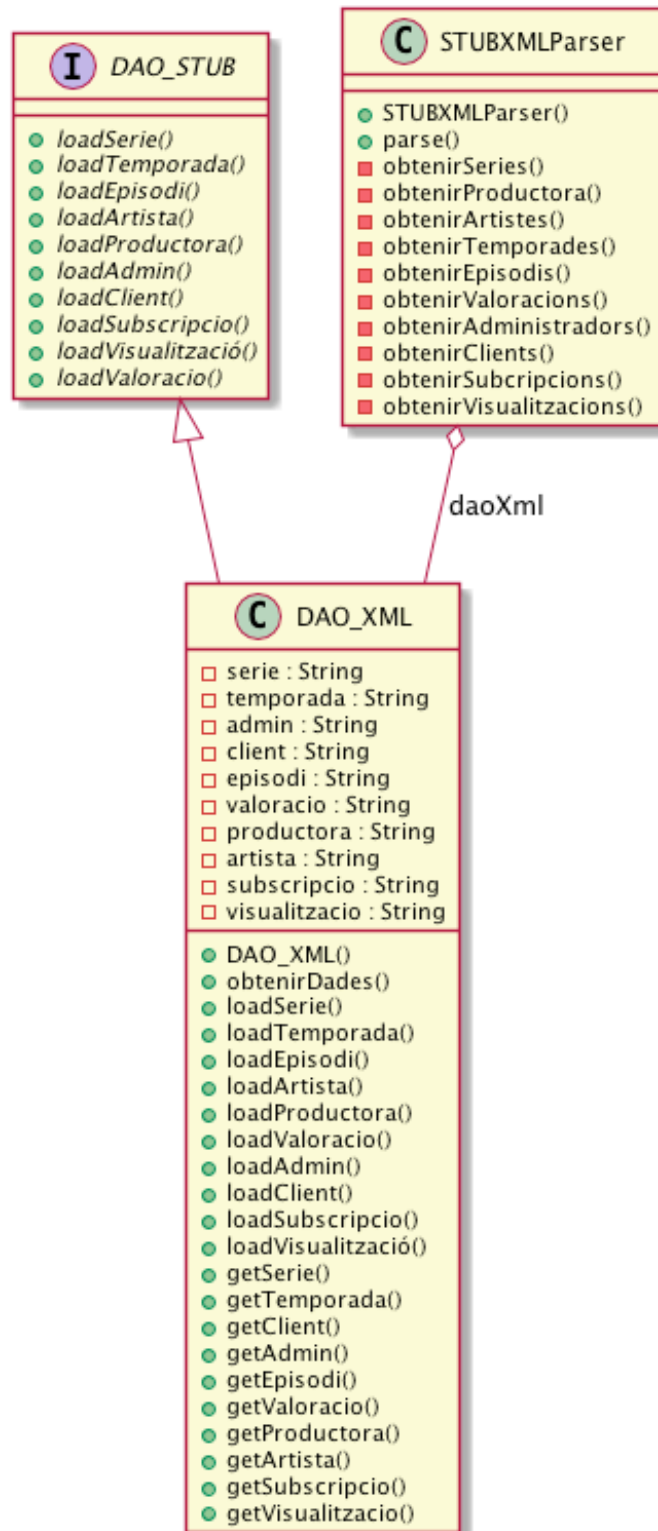 I DAO_STUB
loadSerie()
loadTemporada()
loadEpisodi()
loadArtista()
loadProductora()
loadAdmin()
loadClient()
loadSubscripcio()
loadVisualització()
loadValoracio()
C STUBXMLParser
STUBXMLParser()
parse()
obtenirSeries()
obtenirProductora()
obtenirArtistes()
obtenirTemporades()
obtenirEpisodis()
obtenirValoracions()
obtenirAdministradors()
obtenirClients()
obtenirSubcripcions()
obtenirVisualitzacions()
daoXml
C DAO_XML
serie : String
temporada : String
admin : String
client : String
episodi : String
valoracio : String
productora : String
artista : String
subscripcio : String
visualitzacio : String
DAO_XML()
obtenirDades()
loadSerie()
loadTemporada()
loadEpisodi()
loadArtista()
loadProductora()
loadValoracio()
loadAdmin()
loadClient()
loadSubscripcio()
loadVisualització()
getSerie()
getTemporada()
getClient()
getAdmin()
getEpisodi()
getValoracio()
getProductora()
getArtista()
getSubscripcio()
getVisualitzacio()